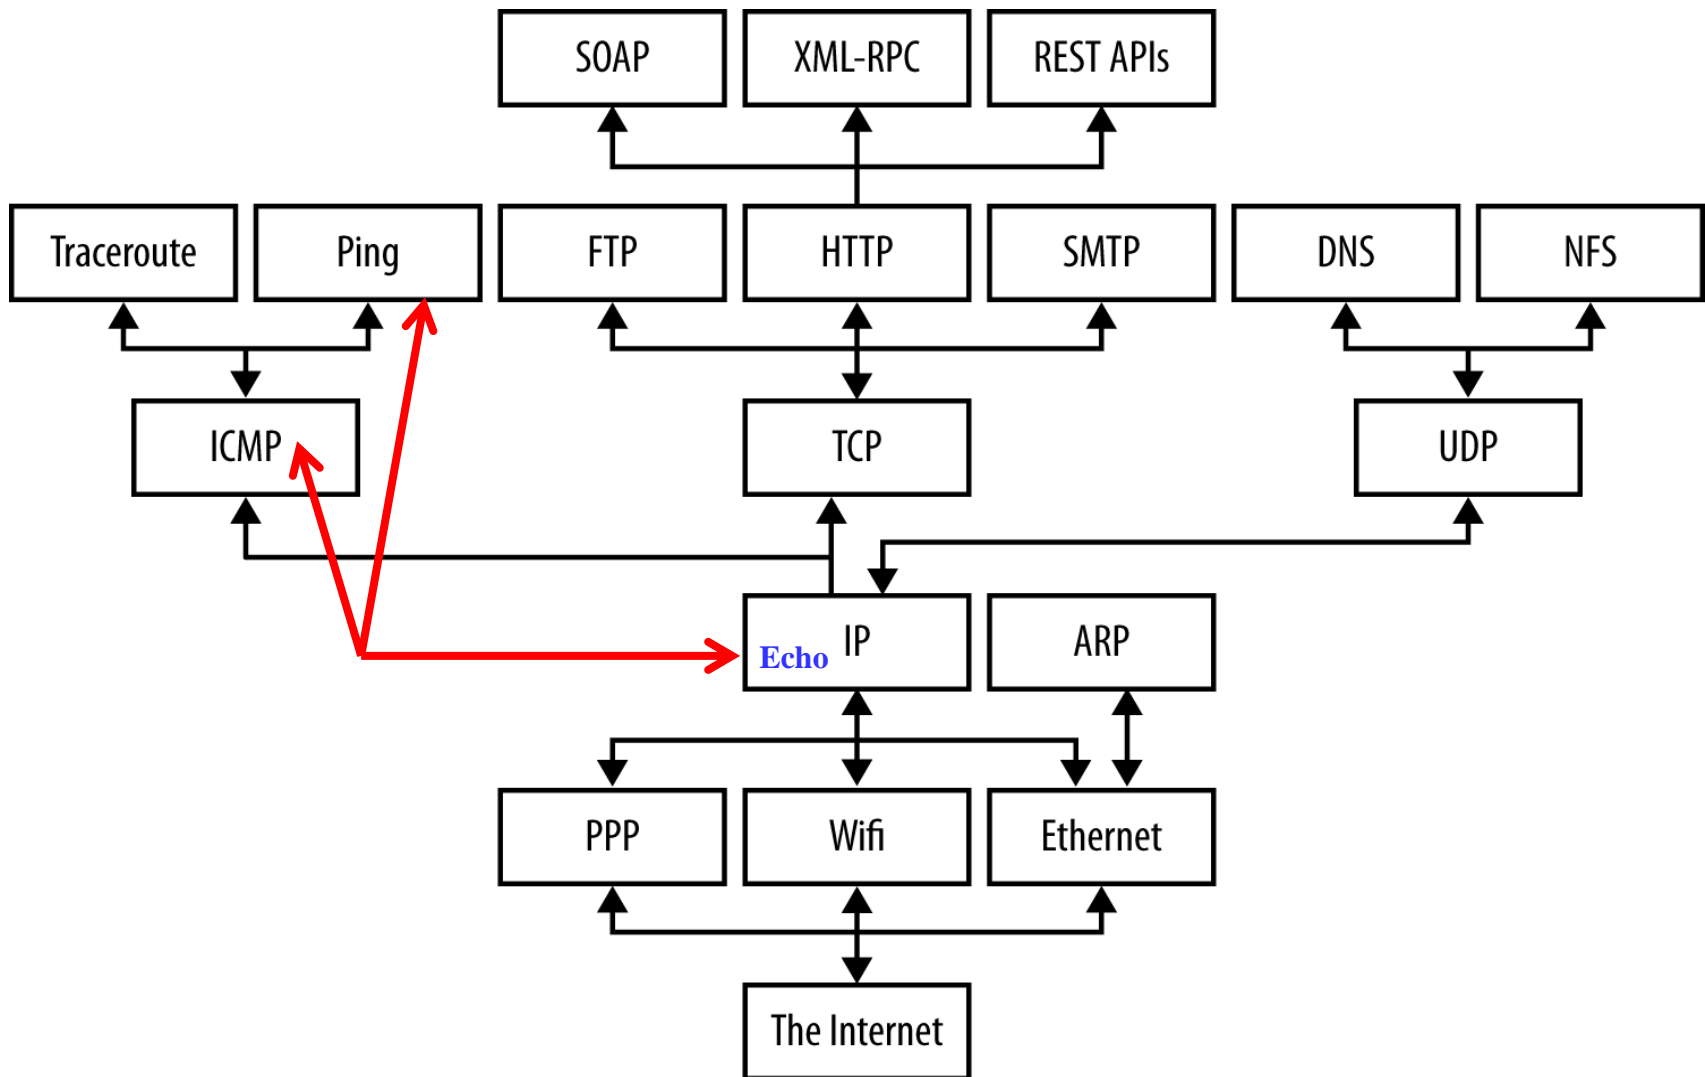 SOAP
XML-RPC
REST APIs
Traceroute
Ping
FTP
HTTP
SMTP
DNS
NFS
ICMP
TCP
UDP
Echo
IP
ARP
PPP
Wifi
Ethernet
The Internet